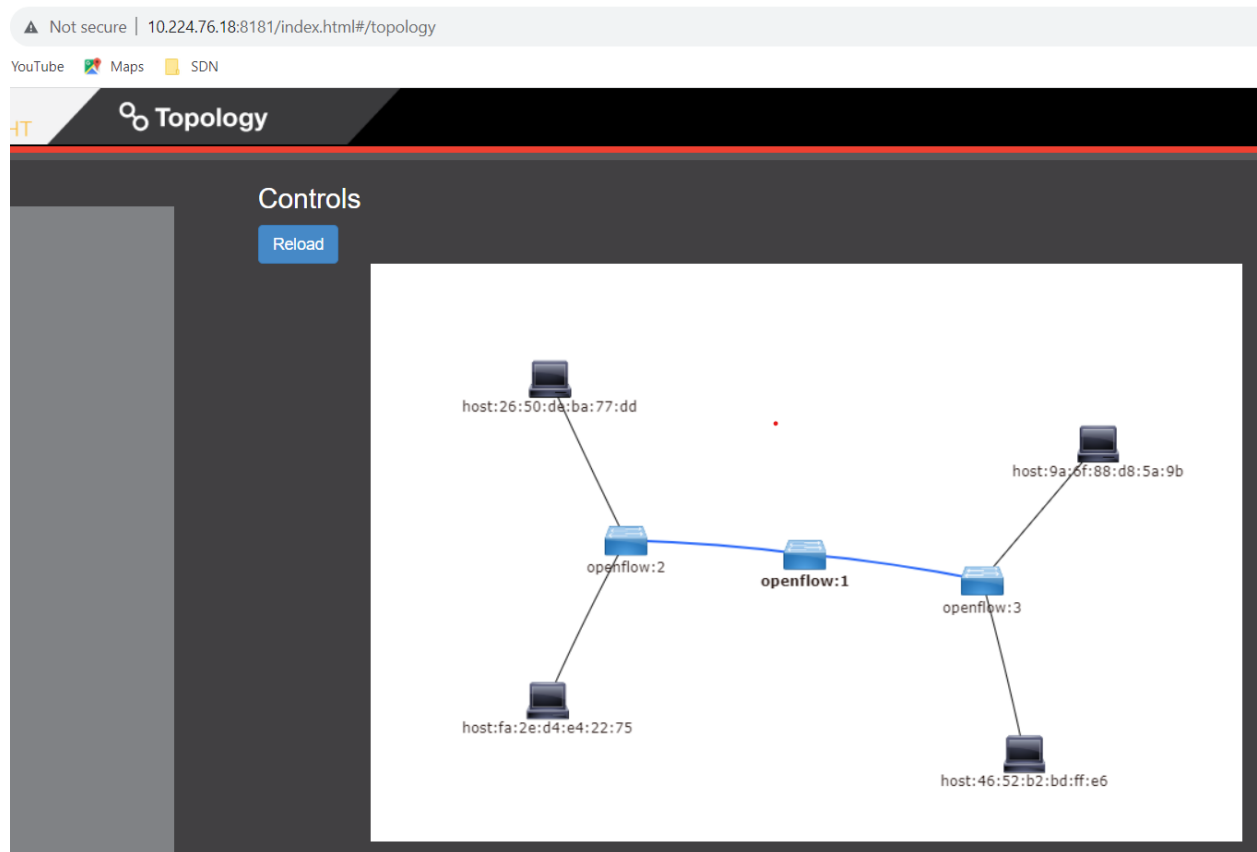 Not secure | 10.224.76.18:8181/index.html#/topology
YouTube Maps SDN
HT Topology
Controls
Reload
host:26:50:de:ba:77:dd
host:9a:6f:88:d8:5a:9b
openflow:2
openflow:1
openflow:3
host:fa:2e:d4:e4:22:75
host:46:52:b2:bd:ff:e6